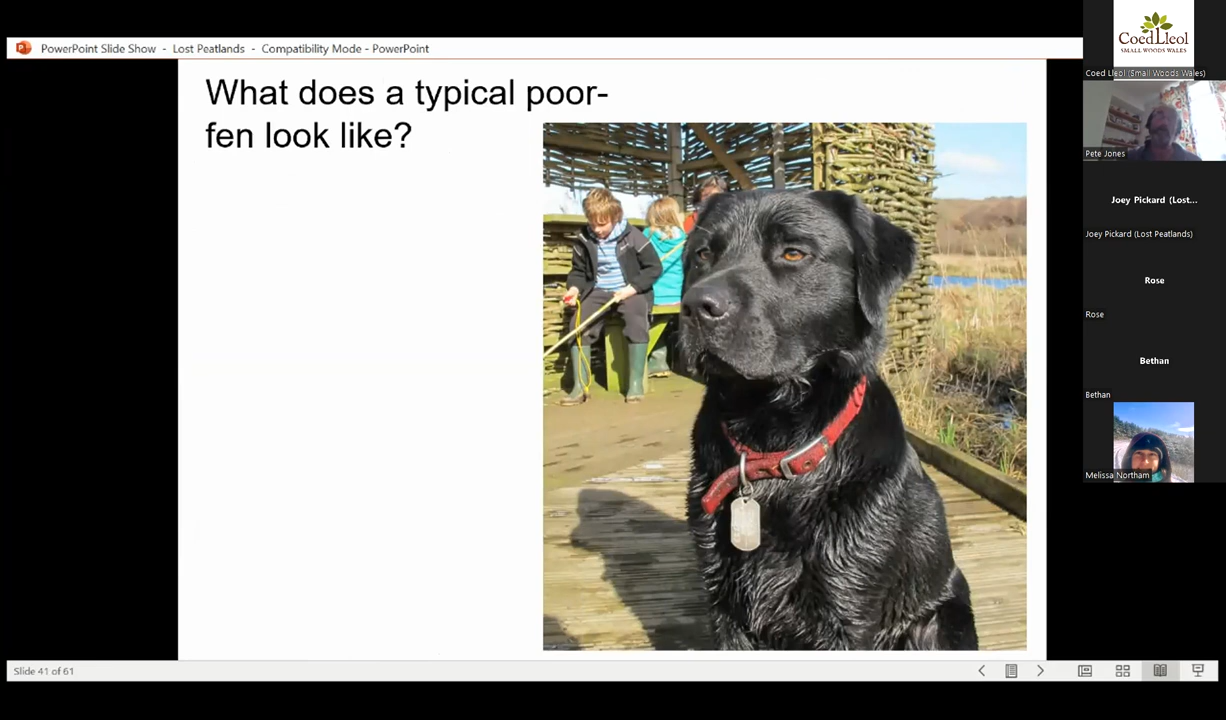 PowerPoint Slide Show - Lost Peatlands - Compatibility Mode - PowerPoint
What does a typical poor-
fen look like?
Coed Lleol
SMALL WOODS WALES
Coed Lleol (Small Woods Wales)
Pete Jones
Joey Pickard (Lost...
Joey Pickard (Lost Peatlands)
Rose
Rose
Bethan
Bethan
Melissa Northam
Slide 41 of 61